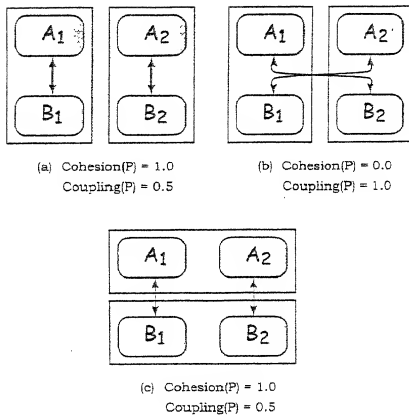 A1 A2 A1 A2
B1 B2 B1 B2
(a) Cohesion(P) = 1.0
Coupling(P) = 0.5
(b) Cohesion(P) = 0.0
Coupling(P) = 1.0
A1 A2
B1 B2
(c) Cohesion(P) = 1.0
Coupling(P) = 0.5